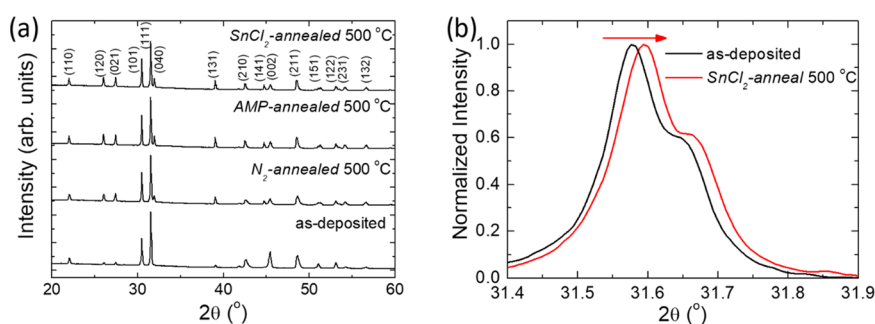 (a)
SnCl2-annealed 500 °C
(110)
(120)
(021)
(101)
(111)
(040)
(131)
(210)
(141)
(002)
(211)
(151)
(122)
(231)
(132)
AMP-annealed 500 °C
N2-annealed 500 °C
as-deposited
Intensity (arb. units)
20 30 40 50 60
2θ (°)
(b)
as-deposited
SnCl2-anneal 500 °C
Normalized Intensity
1.0
0.8
0.6
0.4
0.2
0.0
31.4 31.5 31.6 31.7 31.8 31.9
2θ (°)